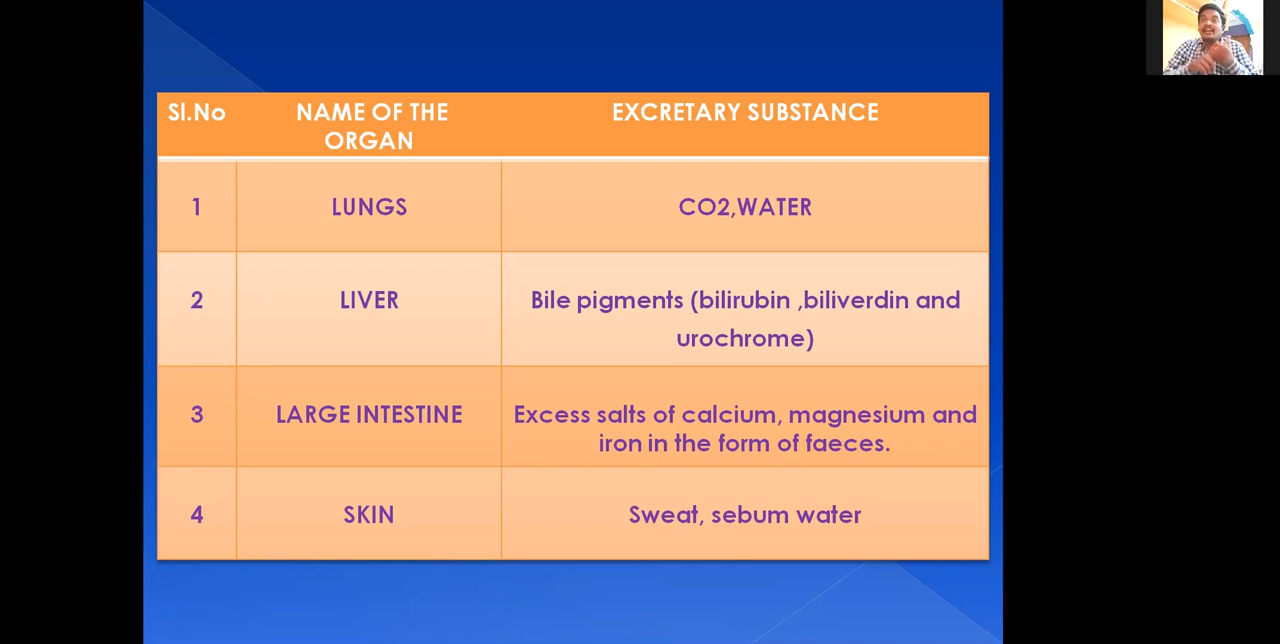 Sl.No NAME OF THE EXCRETARY SUBSTANCE
ORGAN
1 LUNGS CO2,WATER
2 LIVER Bile pigments (bilirubin ,biliverdin and
urochrome)
3 LARGE INTESTINE Excess salts of calcium, magnesium and
iron in the form of faeces.
4 SKIN Sweat, sebum water